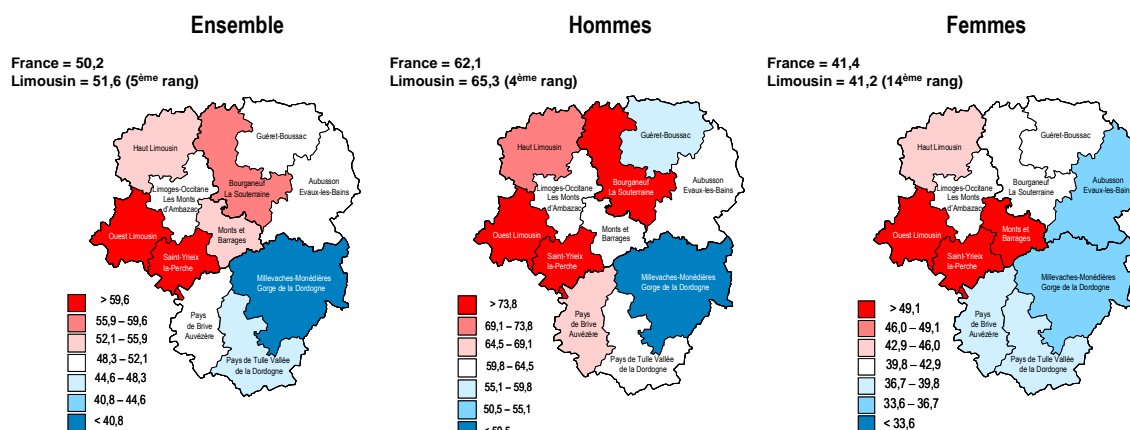 Ensemble
France = 50,2
Limousin = 51,6 (5ème rang)
Haut Limousin
Guéret-Boussac
Bourganeuf
La Souterraine
Aubusson
Evaux-les-Bains
Limoges-Occitane
Les Monts
d'Ambazac
Ouest Limousin
Monts et
Barrages
Saint-Yrieix
la-Perche
Millevaches-Monédières
Gorge de la Dordogne
Pays
de Brive
Auvézère
Pays de Tulle Vallée
de la Dordogne
> 59,6
55,9 – 59,6
52,1 – 55,9
48,3 – 52,1
44,6 – 48,3
40,8 – 44,6
< 40,8
Hommes
France = 62,1
Limousin = 65,3 (4ème rang)
Haut Limousin
Guéret-Boussac
Bourganeuf
La Souterraine
Aubusson
Evaux-les-Bains
Limoges-Occitane
Les Monts
d'Ambazac
Ouest Limousin
Monts et
Barrages
Saint-Yrieix
la-Perche
Millevaches-Monédières
Gorge de la Dordogne
Pays
de Brive
Auvézère
Pays de Tulle Vallée
de la Dordogne
> 73,8
69,1 – 73,8
64,5 – 69,1
59,8 – 64,5
55,1 – 59,8
50,5 – 55,1
< 50,5
Femmes
France = 41,4
Limousin = 41,2 (14ème rang)
Haut Limousin
Guéret-Boussac
Bourganeuf
La Souterraine
Aubusson
Evaux-les-Bains
Limoges-Occitane
Les Monts
d'Ambazac
Ouest Limousin
Monts et
Barrages
Saint-Yrieix
la-Perche
Millevaches-Monédières
Gorge de la Dordogne
Pays
de Brive
Auvézère
Pays de Tulle Vallée
de la Dordogne
> 49,1
46,0 – 49,1
42,9 – 46,0
39,8 – 42,9
36,7 – 39,8
33,6 – 36,7
< 33,6